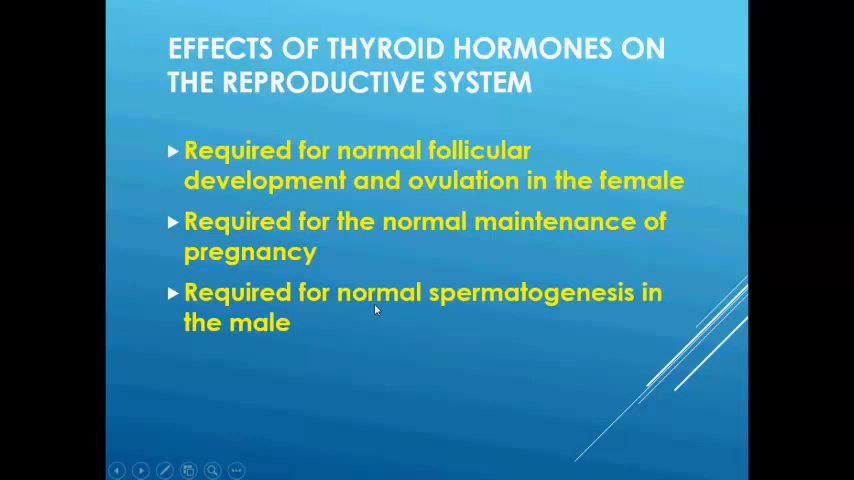 EFFECTS OF THYROID HORMONES ON
THE REPRODUCTIVE SYSTEM
Required for normal follicular
development and ovulation in the female
Required for the normal maintenance of
pregnancy
Required for normal spermatogenesis in
the male